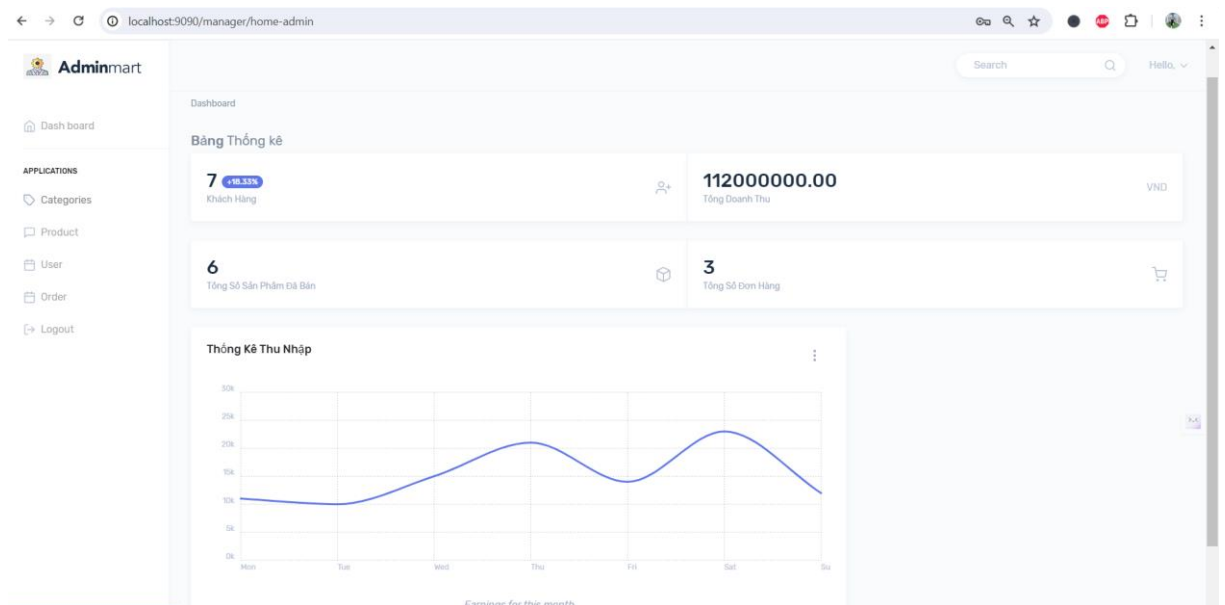 localhost:9090/manager/home-admin
ABP
Adminmart
Search
Hello,
Dashboard
Dash board
Bảng Thống kê
APPLICATIONS
Categories
Product
User
Order
Logout
7 +18.33%
Khách Hàng
112000000.00
Tổng Doanh Thu
VND
6
Tổng Số Sản Phẩm Đã Bán
3
Tổng Số Đơn Hàng
Thống Kê Thu Nhập
30k
25k
20k
15k
10k
5k
0k
Mon Tue Wed Thu Fri Sat Su
Earnings for this month